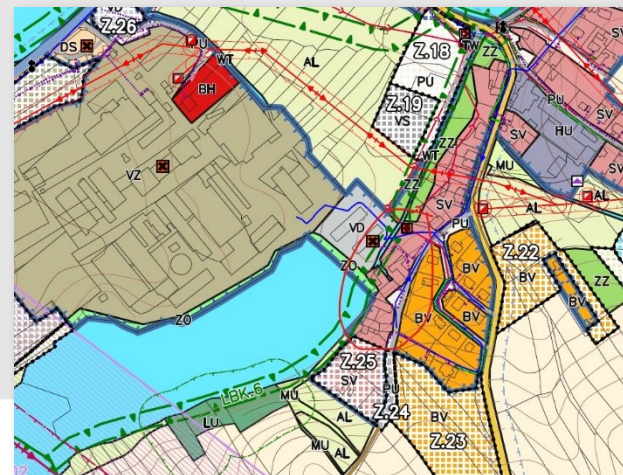 Z.26
DS
PU
WT
BH
AL
Z.18
PU
TW
ZZ
SV
Z.19
VS
PU
HU
SV
SV
VZ
WT
ZZ
ZZ
MU
SV
AL
AL
VD
PU
Z.22
BV
ZO
BV
BV
ZZ
BV
BV
ZO
Z.25
SV
PU
LBK.6
MU
Z.24
BV
LU
AL
Z.23
MU
AL